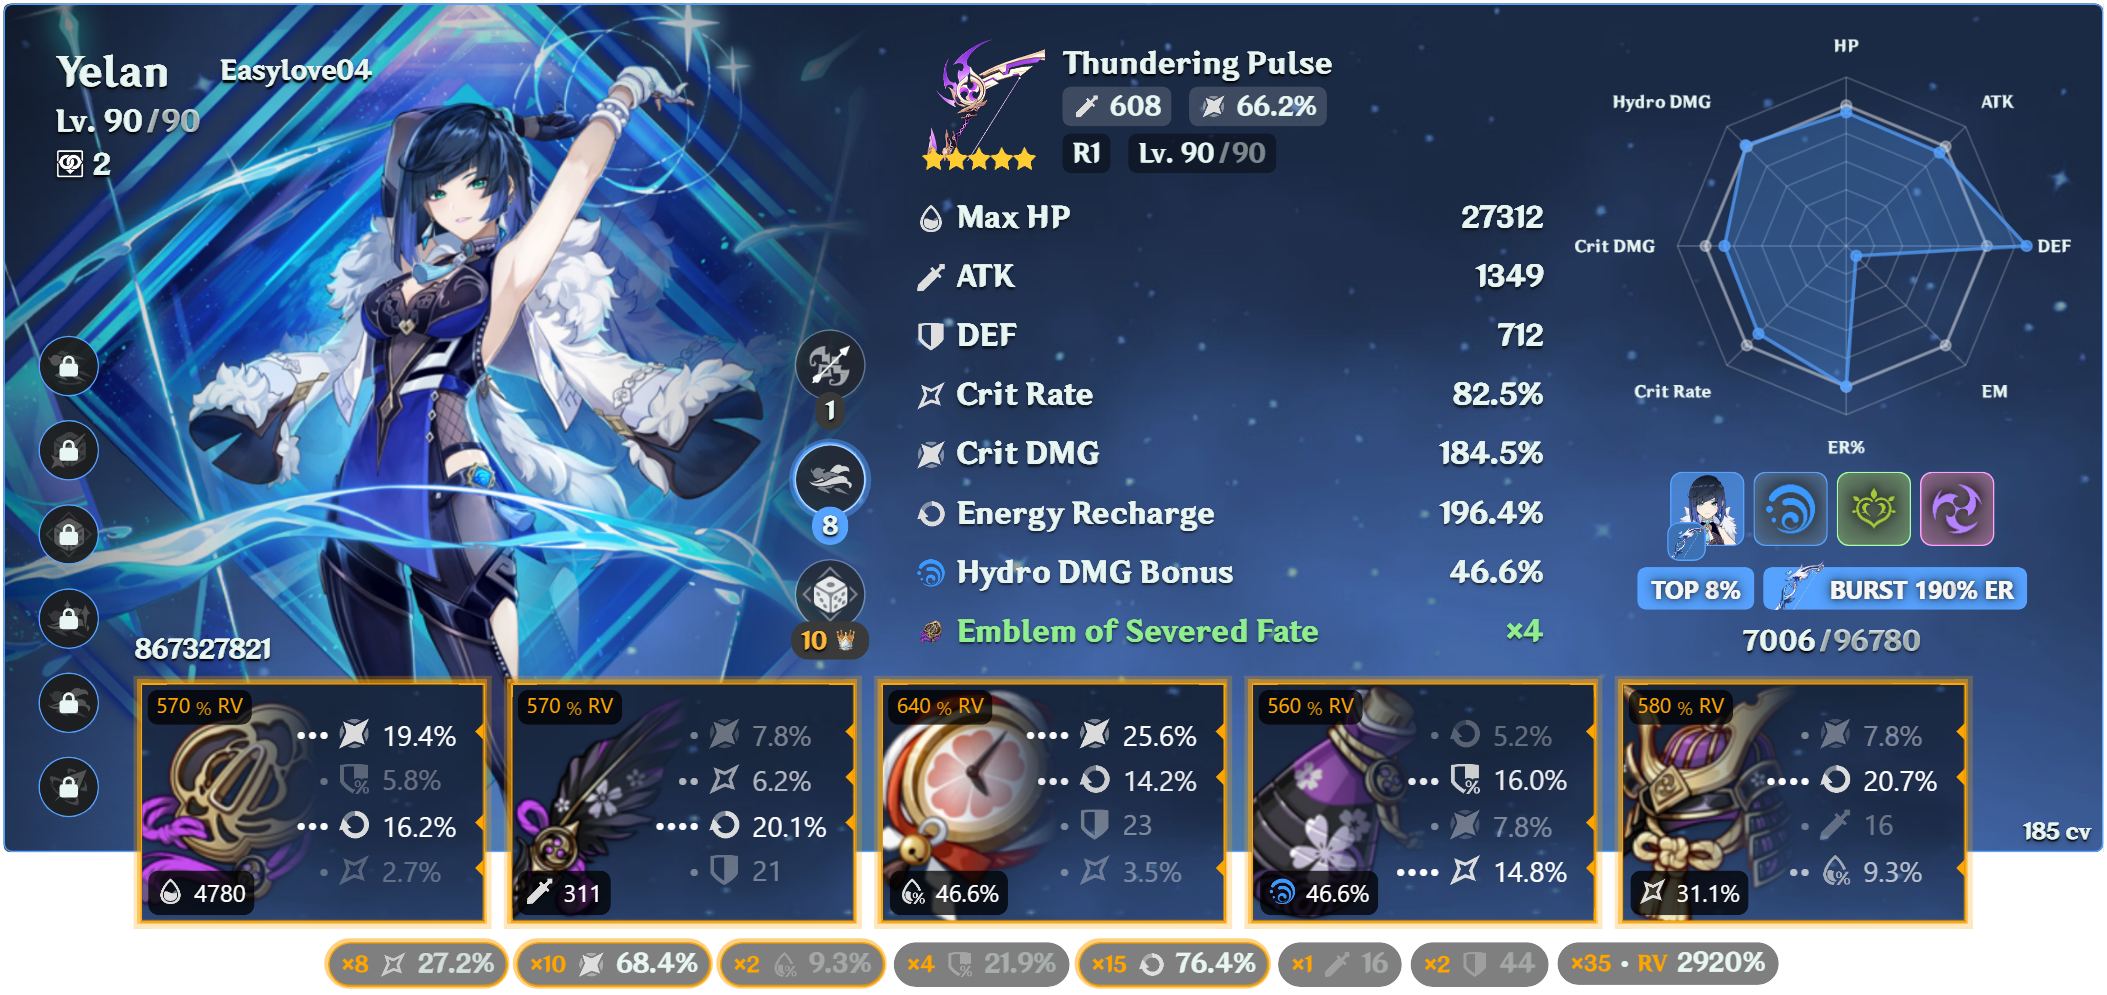 Yelan
Easylove04
Lv. 90/90
2
1
8
10
867327821
Thundering Pulse
608 66.2%
R1 Lv. 90/90
Max HP 27312
ATK 1349
DEF 712
Crit Rate 82.5%
Crit DMG 184.5%
Energy Recharge 196.4%
Hydro DMG Bonus 46.6%
Emblem of Severed Fate ×4
HP
ATK
DEF
EM
ER%
Crit Rate
Crit DMG
Hydro DMG
TOP 8% BURST 190% ER
7006/96780
185 cv
570 % RV
19.4%
5.8%
16.2%
2.7%
4780
570 % RV
7.8%
6.2%
20.1%
21
311
640 % RV
25.6%
14.2%
23
3.5%
46.6%
560 % RV
5.2%
16.0%
7.8%
14.8%
46.6%
580 % RV
7.8%
20.7%
16
9.3%
31.1%
×8 27.2% ×10 68.4% ×2 9.3% ×4 21.9% ×15 76.4% ×1 16 ×2 44 ×35 • RV 2920%